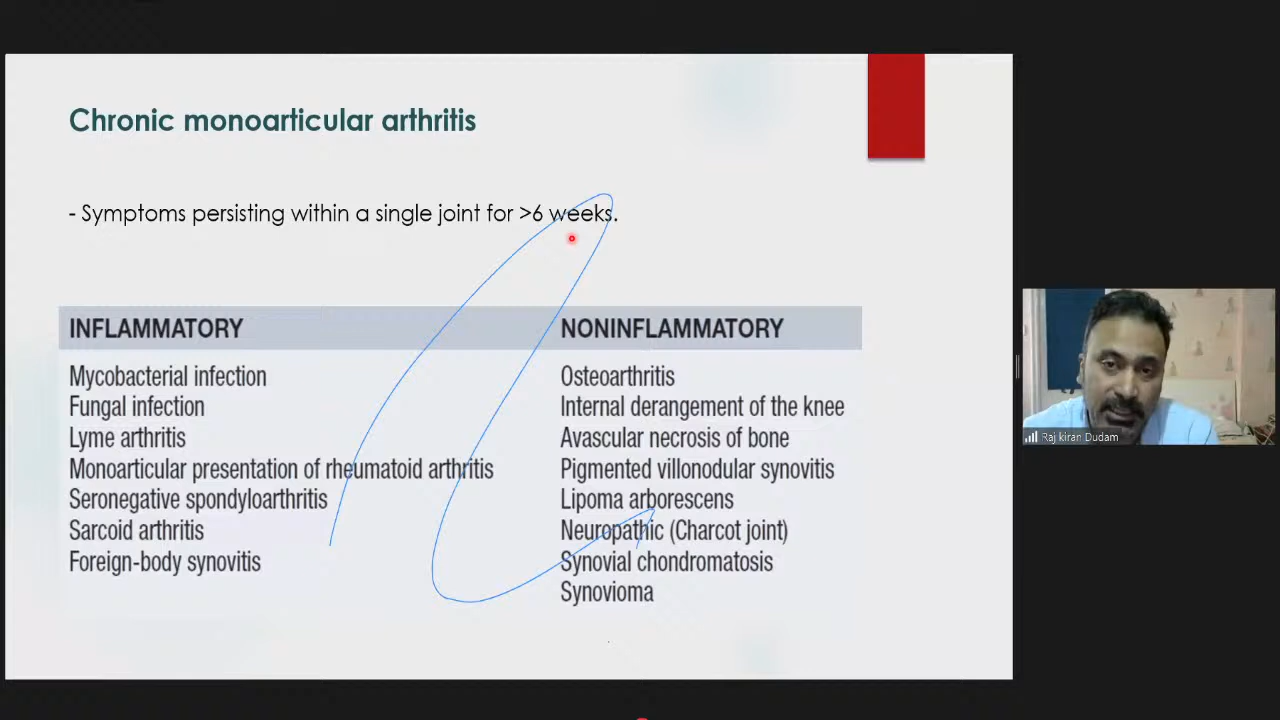 Chronic monoarticular arthritis
- Symptoms persisting within a single joint for >6 weeks.
INFLAMMATORY
Mycobacterial infection
Fungal infection
Lyme arthritis
Monoarticular presentation of rheumatoid arthritis
Seronegative spondyloarthritis
Sarcoid arthritis
Foreign-body synovitis
NONINFLAMMATORY
Osteoarthritis
Internal derangement of the knee
Avascular necrosis of bone
Pigmented villonodular synovitis
Lipoma arborescens
Neuropathic (Charcot joint)
Synovial chondromatosis
Synovioma
Raj kiran Dudam